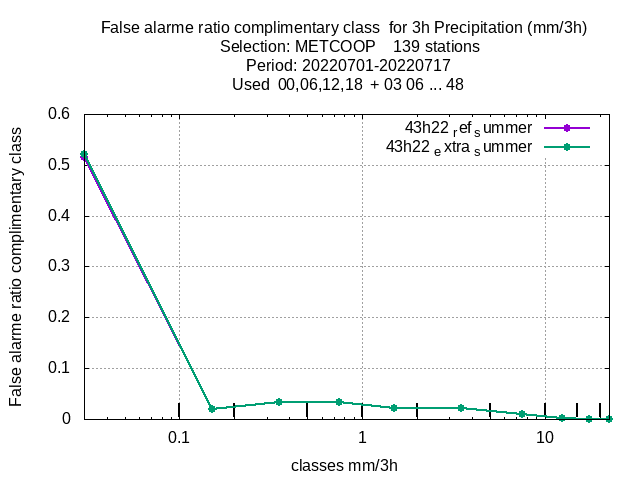 False alarme ratio complimentary class  for 3h Precipitation (mm/3h)
Selection: METCOOP    139 stations
Period: 20220701-20220717
Used  00,06,12,18  + 03 06 ... 48
43h22 ref summer
43h22 extra summer
False alarme ratio complimentary class
0.6
0.5
0.4
0.3
0.2
0.1
0
0.1
1
10
classes mm/3h